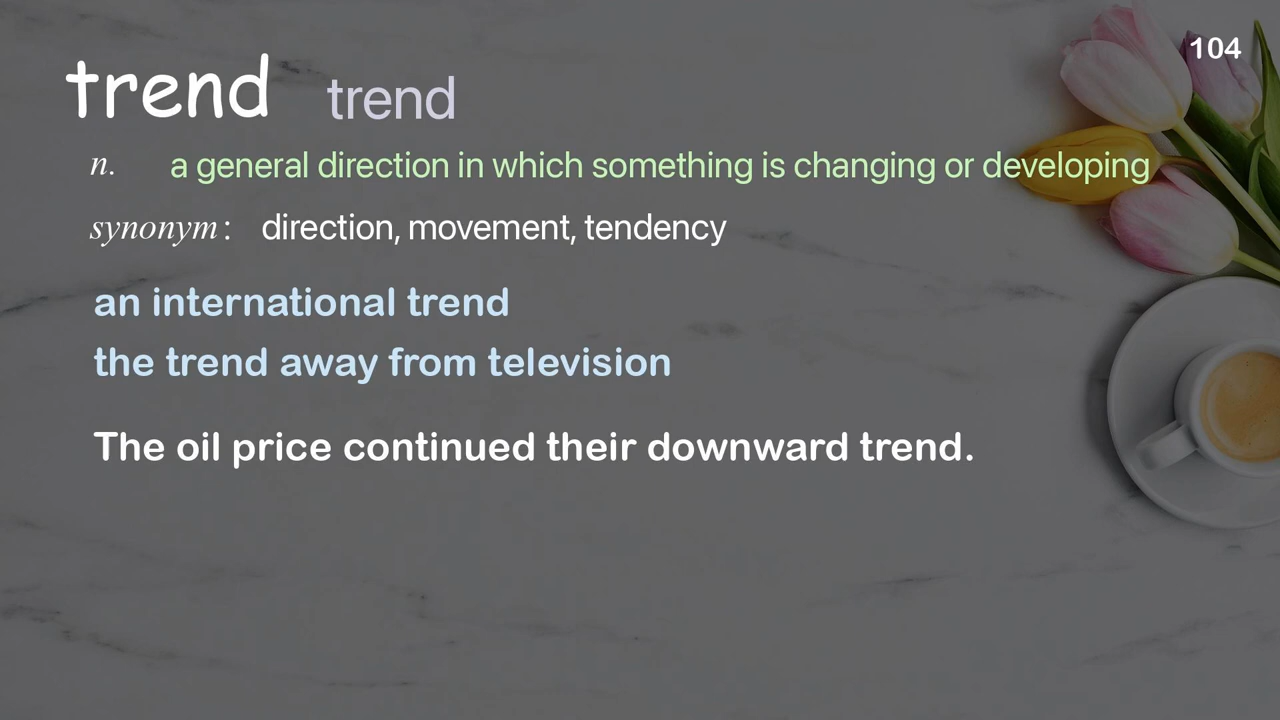 104
trend trend
n. a general direction in which something is changing or developing
synonym : direction, movement, tendency
an international trend
the trend away from television
The oil price continued their downward trend.